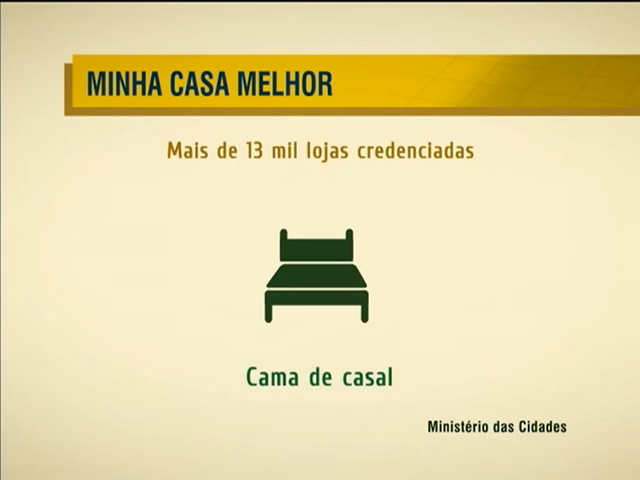 MINHA CASA MELHOR
Mais de 13 mil lojas credenciadas
Cama de casal
Ministério das Cidades